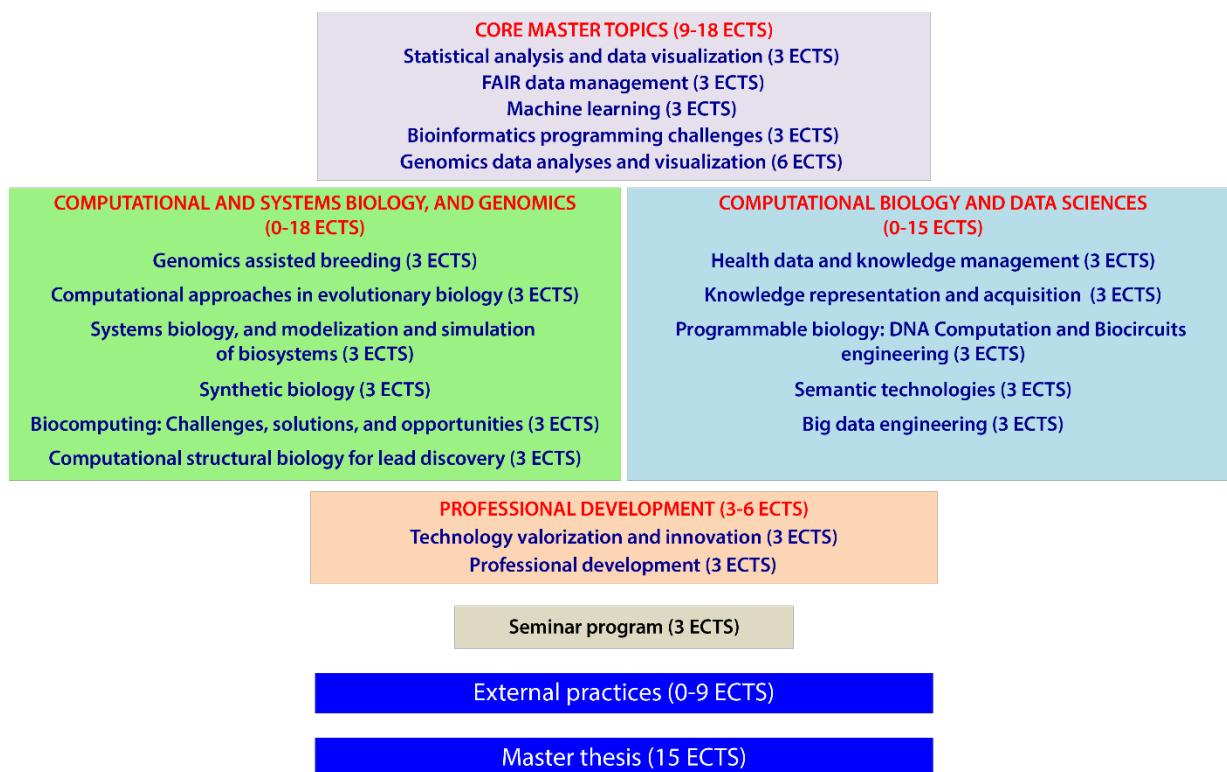 CORE MASTER TOPICS (9-18 ECTS)
Statistical analysis and data visualization (3 ECTS)
FAIR data management (3 ECTS)
Machine learning (3 ECTS)
Bioinformatics programming challenges (3 ECTS)
Genomics data analyses and visualization (6 ECTS)
COMPUTATIONAL AND SYSTEMS BIOLOGY, AND GENOMICS
(0-18 ECTS)
Genomics assisted breeding (3 ECTS)
Computational approaches in evolutionary biology (3 ECTS)
Systems biology, and modelization and simulation
of biosystems (3 ECTS)
Synthetic biology (3 ECTS)
Biocomputing: Challenges, solutions, and opportunities (3 ECTS)
Computational structural biology for lead discovery (3 ECTS)
COMPUTATIONAL BIOLOGY AND DATA SCIENCES
(0-15 ECTS)
Health data and knowledge management (3 ECTS)
Knowledge representation and acquisition (3 ECTS)
Programmable biology: DNA Computation and Biocircuits
engineering (3 ECTS)
Semantic technologies (3 ECTS)
Big data engineering (3 ECTS)
PROFESSIONAL DEVELOPMENT (3-6 ECTS)
Technology valorization and innovation (3 ECTS)
Professional development (3 ECTS)
Seminar program (3 ECTS)
External practices (0-9 ECTS)
Master thesis (15 ECTS)